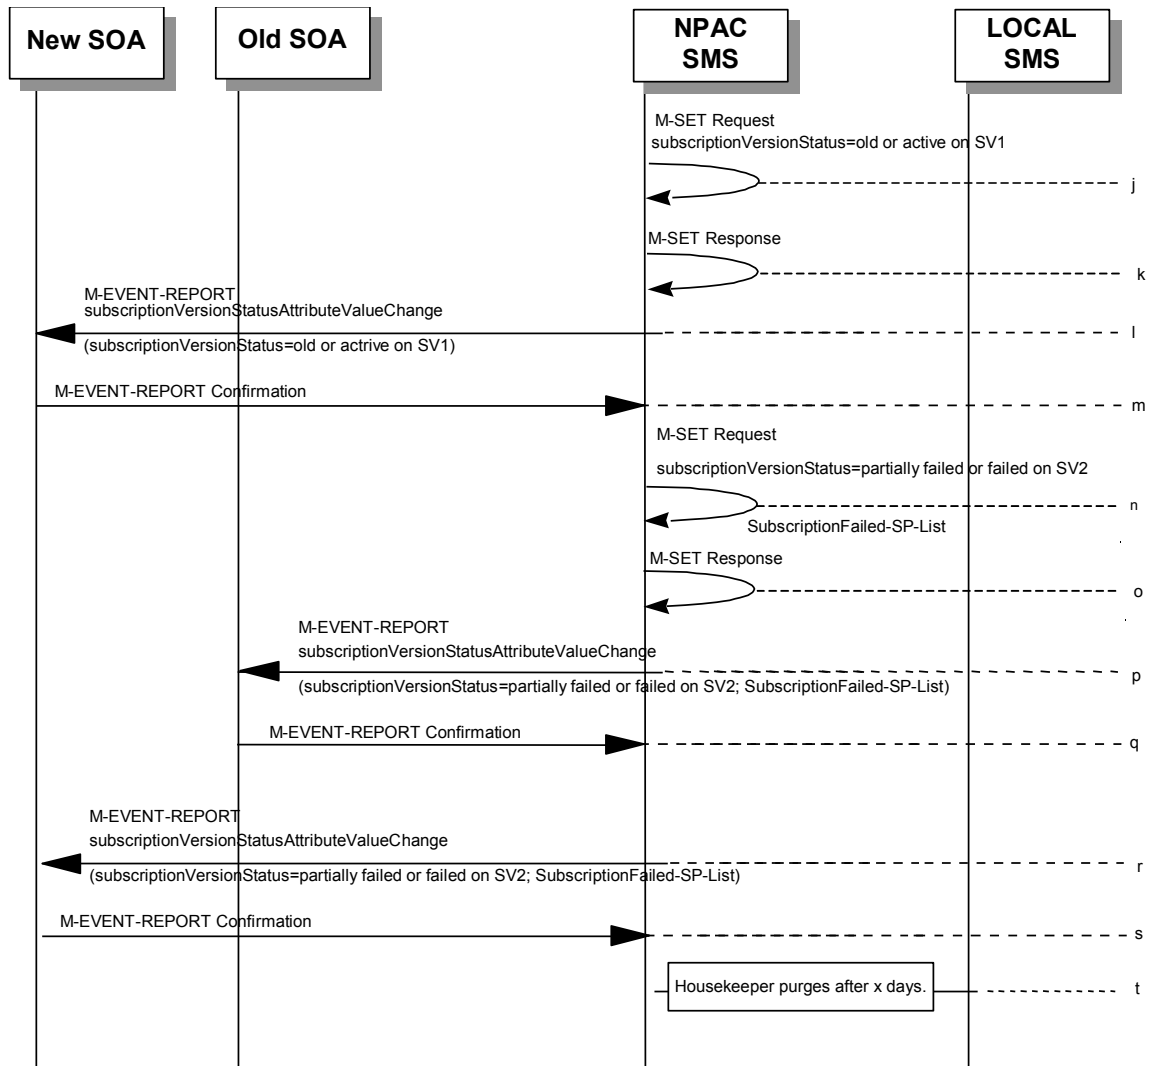 New SOA
Old SOA
NPAC
SMS
LOCAL
SMS
M-SET Request
subscriptionVersionStatus=old or active on SV1
j
M-SET Response
k
M-EVENT-REPORT
subscriptionVersionStatusAttributeValueChange
l
(subscriptionVersionStatus=old or actrive on SV1)
M-EVENT-REPORT Confirmation
m
M-SET Request
subscriptionVersionStatus=partially failed or failed on SV2
n
SubscriptionFailed-SP-List
M-SET Response
o
M-EVENT-REPORT
subscriptionVersionStatusAttributeValueChange
p
(subscriptionVersionStatus=partially failed or failed on SV2; SubscriptionFailed-SP-List)
M-EVENT-REPORT Confirmation
q
M-EVENT-REPORT
subscriptionVersionStatusAttributeValueChange
r
(subscriptionVersionStatus=partially failed or failed on SV2; SubscriptionFailed-SP-List)
M-EVENT-REPORT Confirmation
s
Housekeeper purges after x days.
t